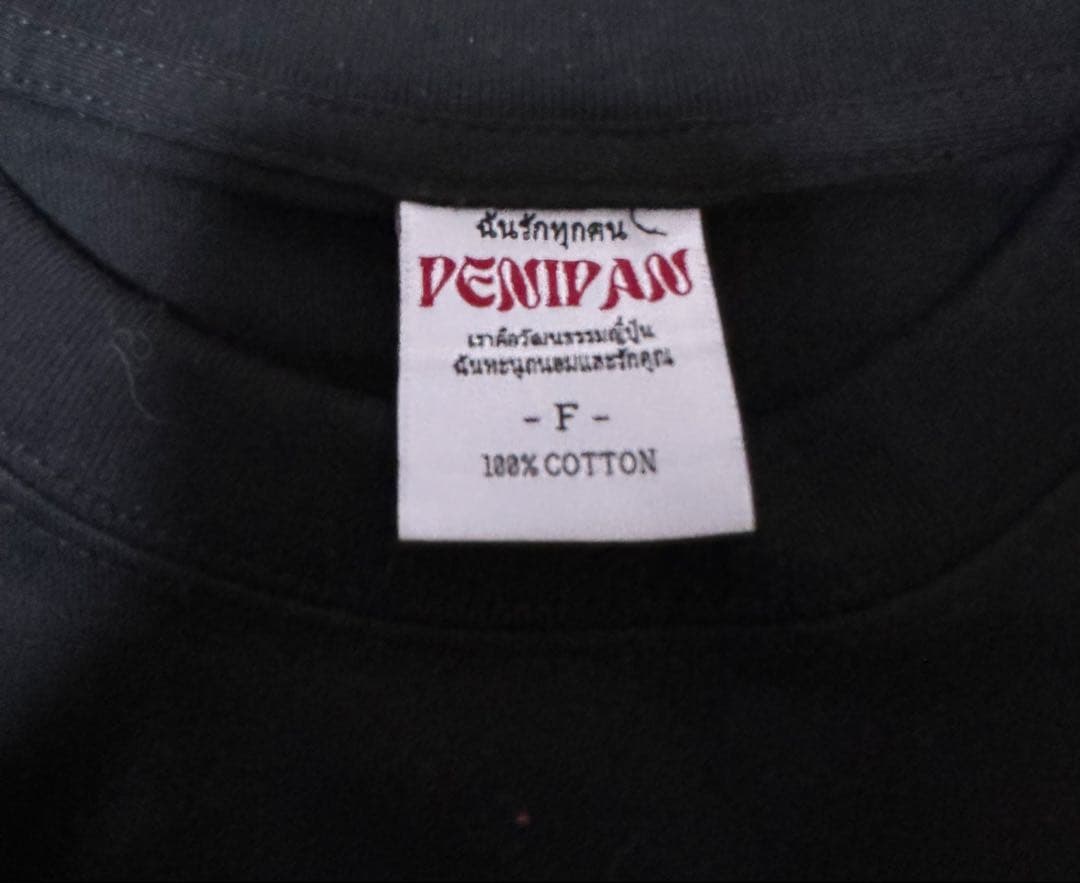 ฉันรักทุกคน
DENIDAN
เราคือวัฒนธรรมญี่ปุ่น
ฉันทะนุถนอมและรักคุณ
- F -
100% COTTON